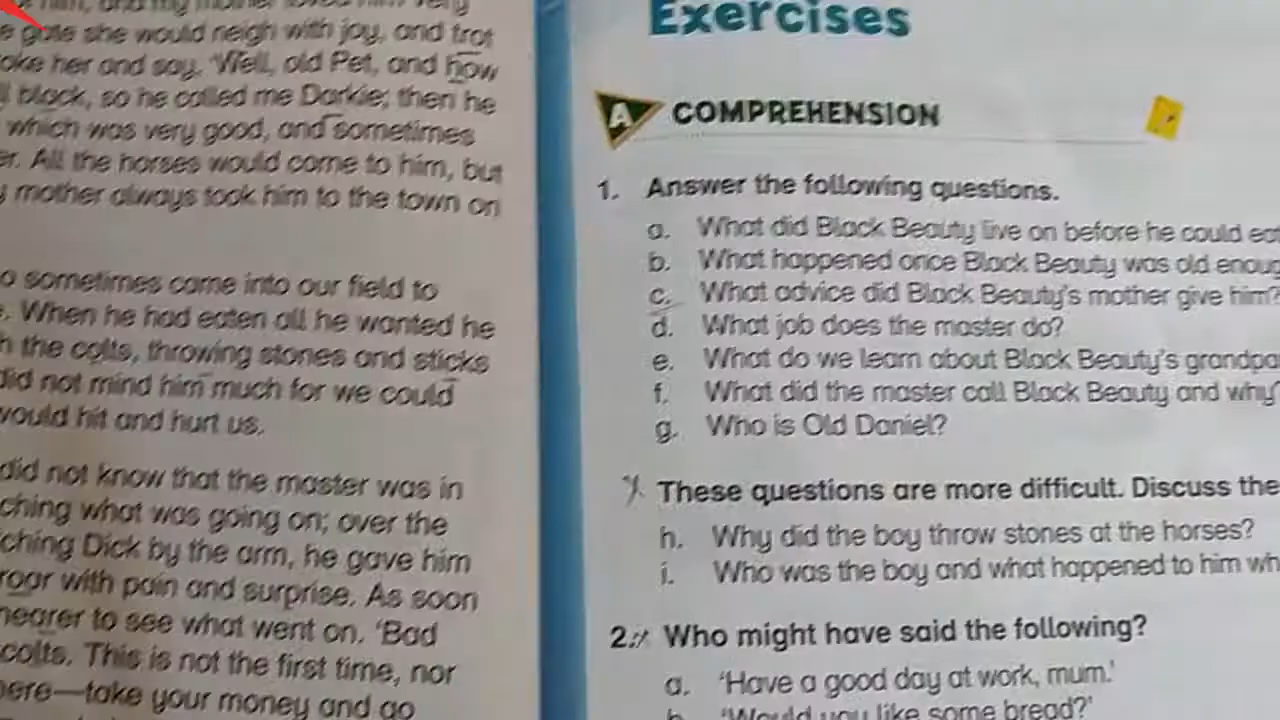 him, and my mother loved him very
gate she would neigh with joy, and trot
oke her and say, 'Well, old Pet, and how
black, so he called me Darkie; then he
which was very good, and sometimes
er. All the horses would come to him, but
mother always took him to the town on
o sometimes came into our field to
. When he had eaten all he wanted he
h the colts, throwing stones and sticks
did not mind him much for we could
would hit and hurt us.
did not know that the master was in
ching what was going on; over the
ching Dick by the arm, he gave him
roar with pain and surprise. As soon
nearer to see what went on. 'Bad
colts. This is not the first time, nor
here—take your money and go
Exercises
A COMPREHENSION
1. Answer the following questions.
a. What did Black Beauty live on before he could eat
b. What happened once Black Beauty was old enoug
c. What advice did Black Beauty's mother give him?
d. What job does the master do?
e. What do we learn about Black Beauty's grandpa
f. What did the master call Black Beauty and why
g. Who is Old Daniel?
These questions are more difficult. Discuss the
h. Why did the boy throw stones at the horses?
i. Who was the boy and what happened to him wh
2. Who might have said the following?
a. 'Have a good day at work, mum.'
b. 'Would you like some bread?'